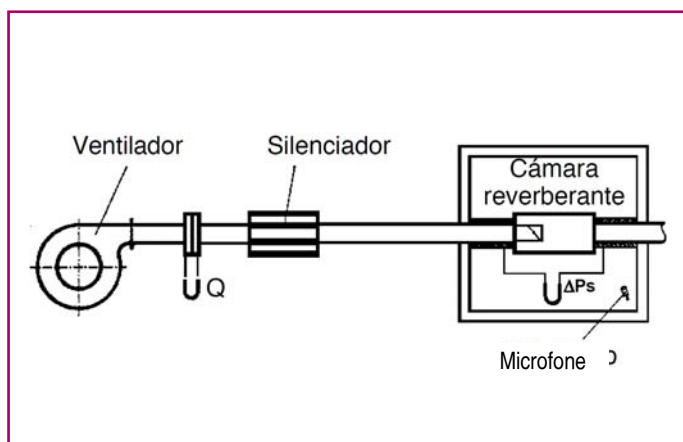 Ventilador
Silenciador
Cámara
reverberante
Q
ΔPs
Microfone